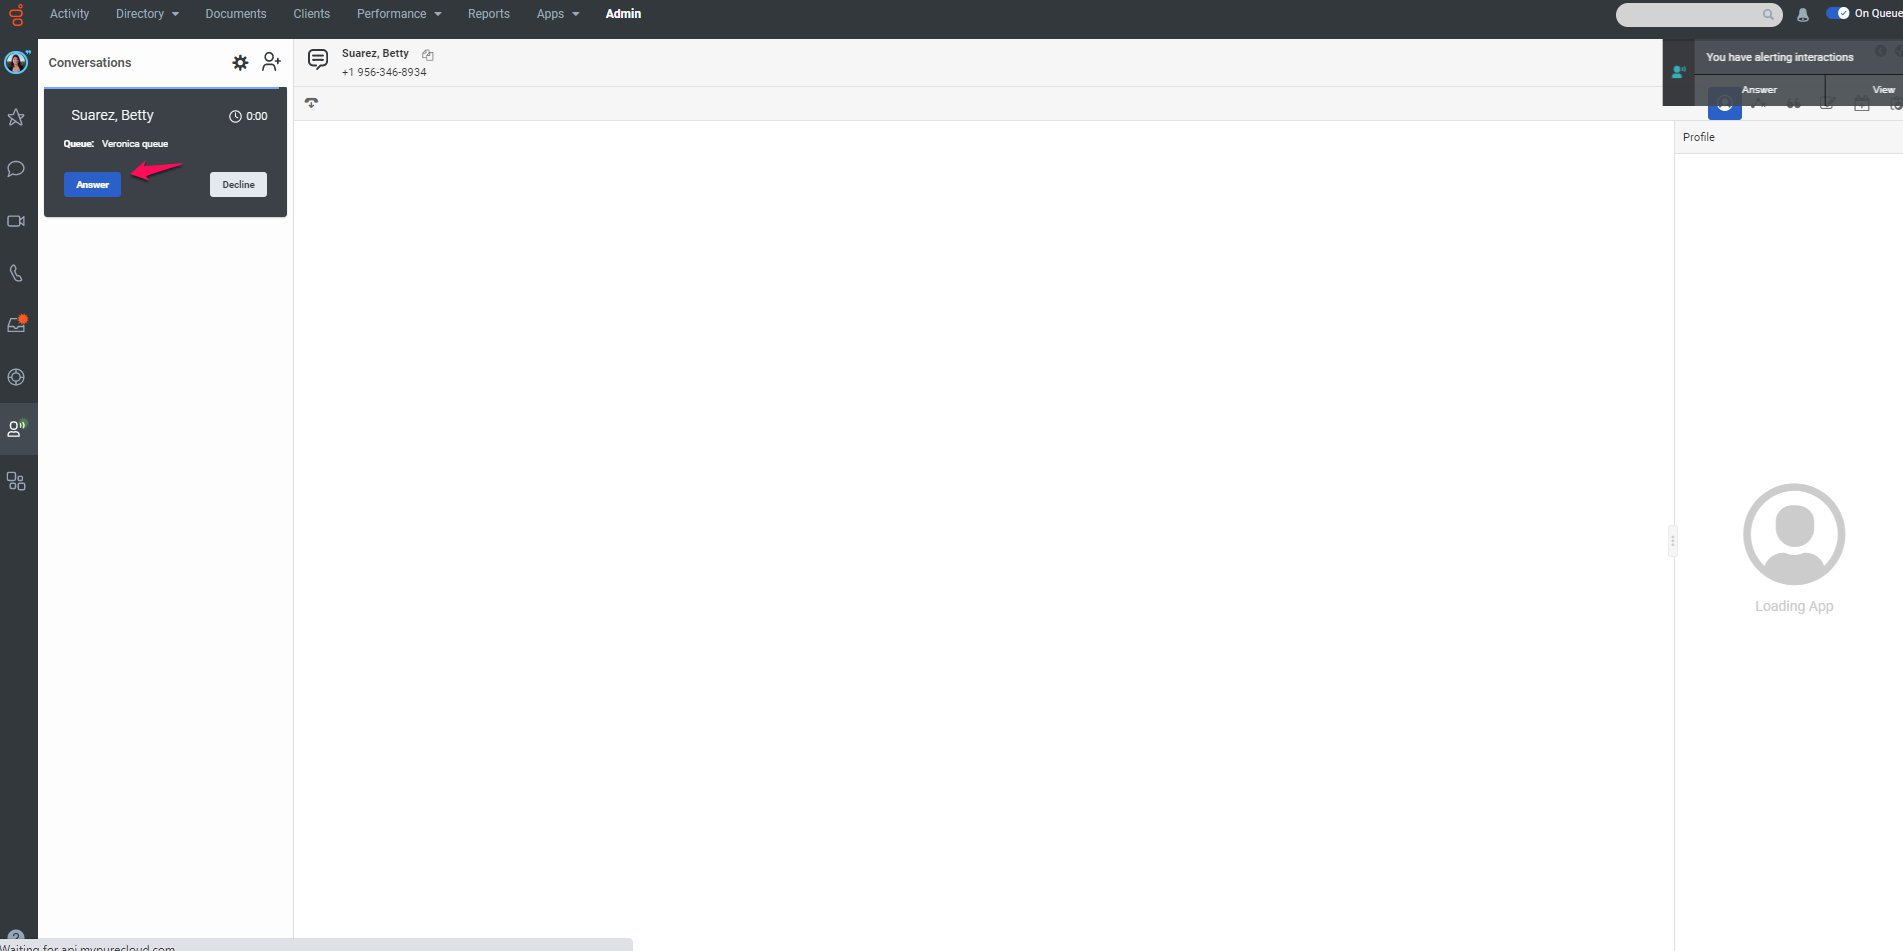 Activity Directory Documents Clients Performance Reports Apps Admin
On Queue
Conversations
Suarez, Betty
+1 956-346-8934
You have alerting interactions
Answer View
Suarez, Betty 0:00
Queue: Veronica queue
Answer Decline
Profile
Loading App
Waiting for api.mypurecloud.com